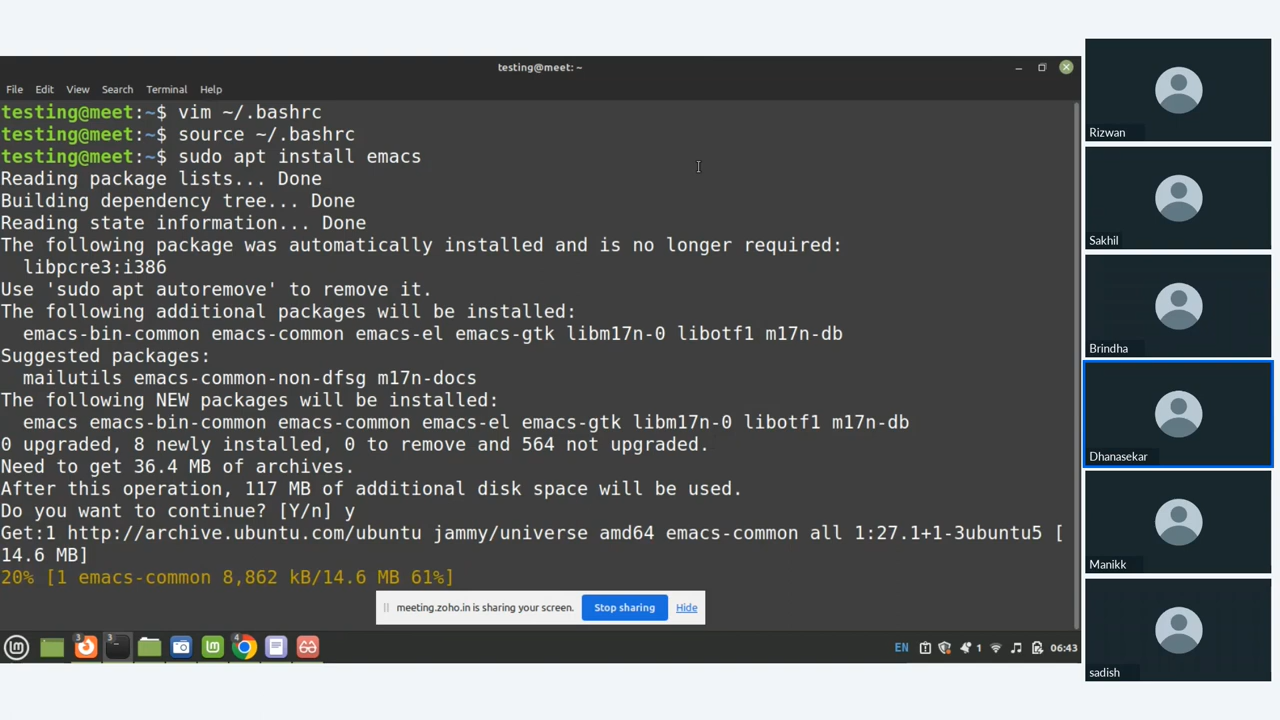 testing@meet: ~
File Edit View Search Terminal Help
testing@meet:~$ vim ~/.bashrc
testing@meet:~$ source ~/.bashrc
testing@meet:~$ sudo apt install emacs
Reading package lists... Done
Building dependency tree... Done
Reading state information... Done
The following package was automatically installed and is no longer required:
  libpcre3:i386
Use 'sudo apt autoremove' to remove it.
The following additional packages will be installed:
  emacs-bin-common emacs-common emacs-el emacs-gtk libm17n-0 libotf1 m17n-db
Suggested packages:
  mailutils emacs-common-non-dfsg m17n-docs
The following NEW packages will be installed:
  emacs emacs-bin-common emacs-common emacs-el emacs-gtk libm17n-0 libotf1 m17n-db
0 upgraded, 8 newly installed, 0 to remove and 564 not upgraded.
Need to get 36.4 MB of archives.
After this operation, 117 MB of additional disk space will be used.
Do you want to continue? [Y/n] y
Get:1 http://archive.ubuntu.com/ubuntu jammy/universe amd64 emacs-common all 1:27.1+1-3ubuntu5 [
14.6 MB]
20% [1 emacs-common 8,862 kB/14.6 MB 61%]
meeting.zoho.in is sharing your screen. Stop sharing Hide
3 4 EN 1 06:43
Rizwan
Sakhil
Brindha
Dhanasekar
Manikk
sadish